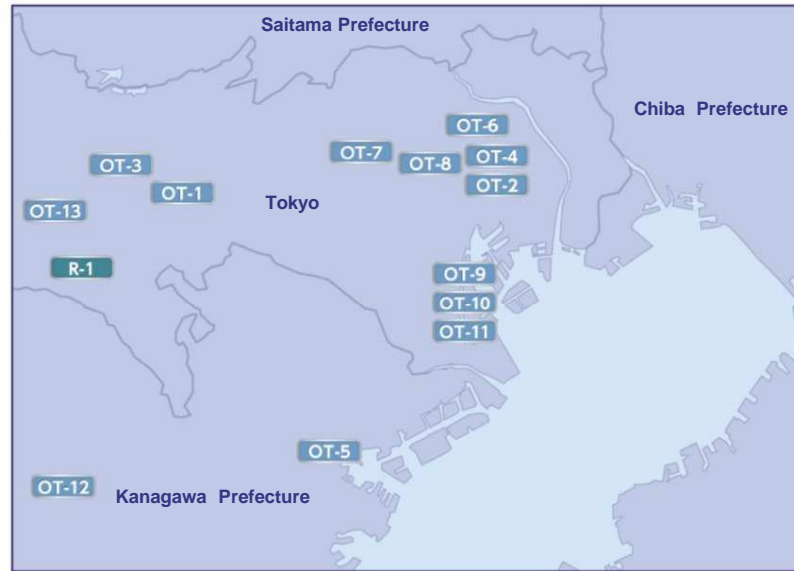 Saitama Prefecture
Chiba Prefecture
OT-6
OT-7
OT-8
OT-4
OT-3
OT-2
OT-1
Tokyo
OT-13
R-1
OT-9
OT-10
OT-11
OT-5
OT-12
Kanagawa Prefecture